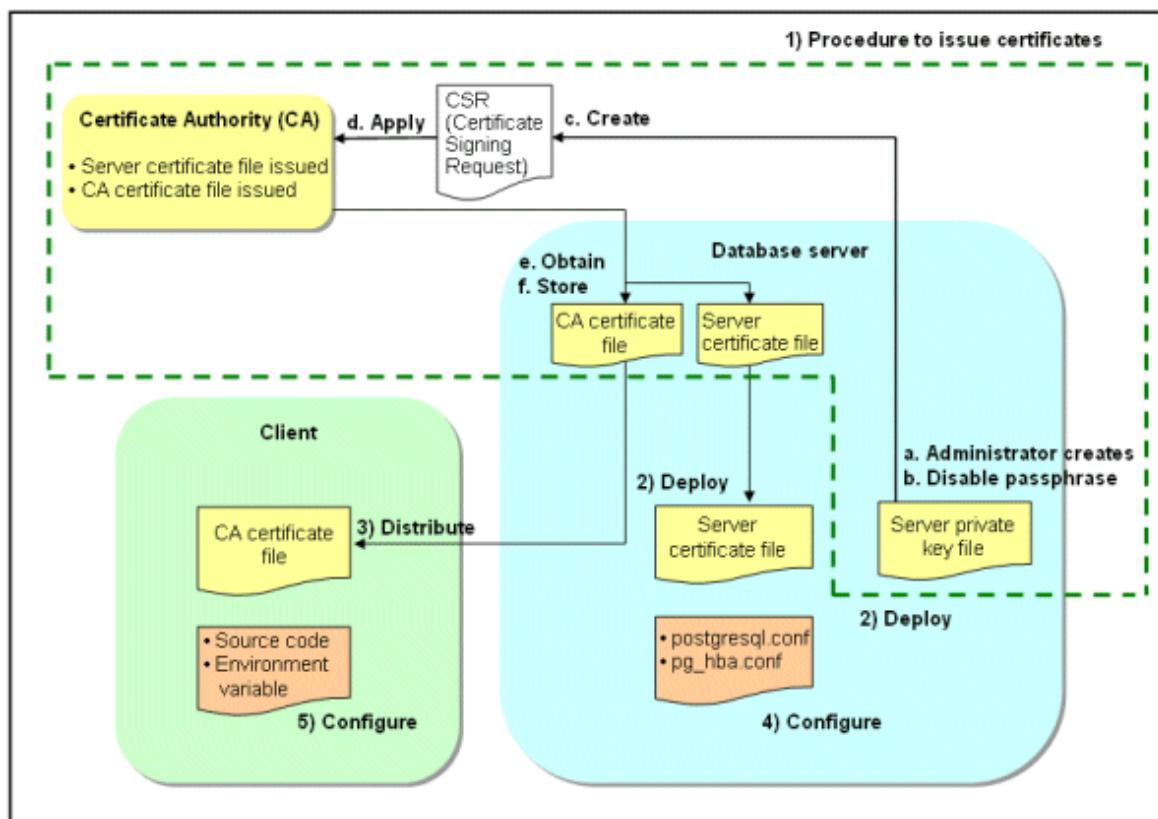 1) Procedure to issue certificates
Certificate Authority (CA)
• Server certificate file issued
• CA certificate file issued
d. Apply
CSR
(Certificate
Signing
Request)
c. Create
Database server
e. Obtain
f. Store
CA certificate
file
Server
certificate file
Client
a. Administrator creates
b. Disable passphrase
2) Deploy
CA certificate
file
3) Distribute
Server
certificate file
Server private
key file
2) Deploy
• Source code
• Environment
variable
5) Configure
• postgresql.conf
• pg_hba.conf
4) Configure